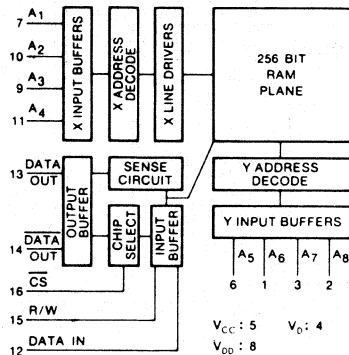 7 A1
10 A2
9 A3
11 A4
X INPUT BUFFERS
X ADDRESS DECODE
X LINE DRIVERS
256 BIT
RAM
PLANE
13 DATA
OUT
SENSE
CIRCUIT
Y ADDRESS
DECODE
OUTPUT
BUFFER
CHIP
SELECT
INPUT
BUFFER
Y INPUT BUFFERS
14 DATA
OUT
A5 A6 A7 A8
6 1 3 2
CS
16
R/W
15
DATA IN
12
VCC: 5 VD: 4
VDD: 8